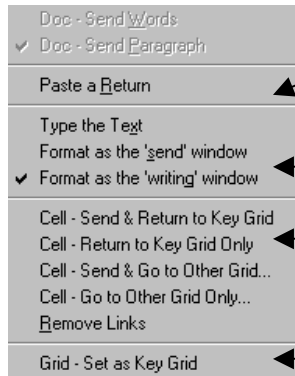 Doc - Send Words
Doc - Send Paragraph
Paste a Return
Type the Text
Format as the 'send' window
Format as the 'writing' window
Cell - Send & Return to Key Grid
Cell - Return to Key Grid Only
Cell - Send & Go to Other Grid...
Cell - Go to Other Grid Only...
Remove Links
Grid - Set as Key Grid